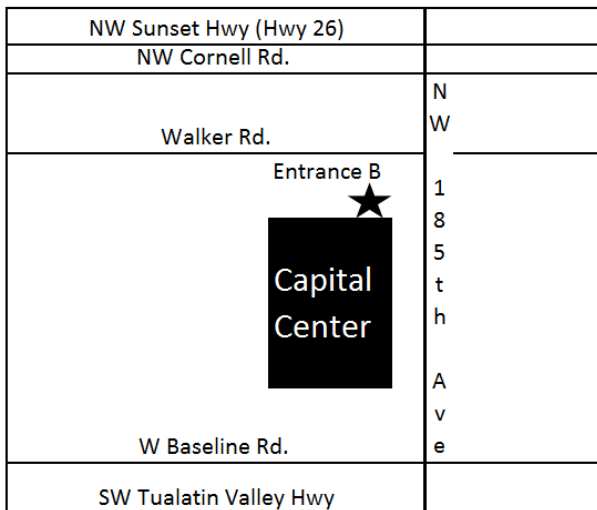 NW Sunset Hwy (Hwy 26)
NW Cornell Rd.
Walker Rd.
NW 185th Ave
Entrance B
Capital
Center
W Baseline Rd.
SW Tualatin Valley Hwy